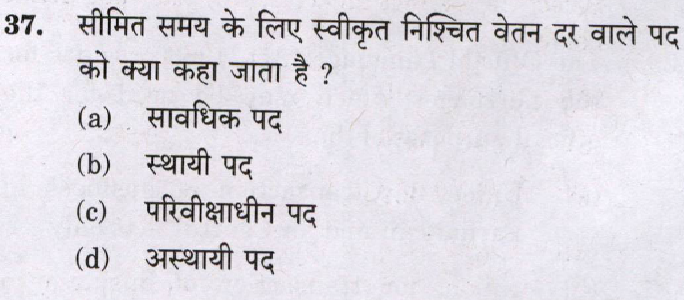 37. सीमित समय के लिए स्वीकृत निश्चित वेतन दर वाले पद
को क्या कहा जाता है ?
(a) सावधिक पद
(b) स्थायी पद
(c) परिवीक्षाधीन पद
(d) अस्थायी पद